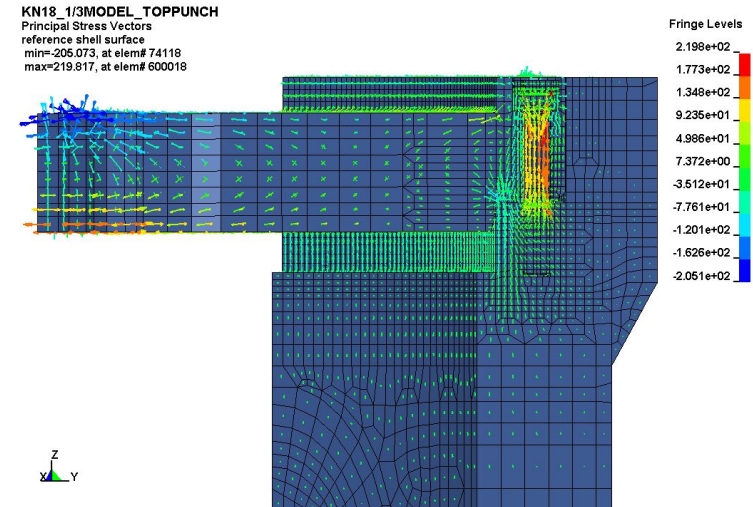 KN18_1/3MODEL_TOPPUNCH
Principal Stress Vectors
reference shell surface
min=-205.073, at elem# 74118
max=219.817, at elem# 600018
Fringe Levels
2.198e+02
1.773e+02
1.348e+02
9.235e+01
4.986e+01
7.372e+00
-3.512e+01
-7.761e+01
-1.201e+02
-1.626e+02
-2.051e+02
Z
X Y